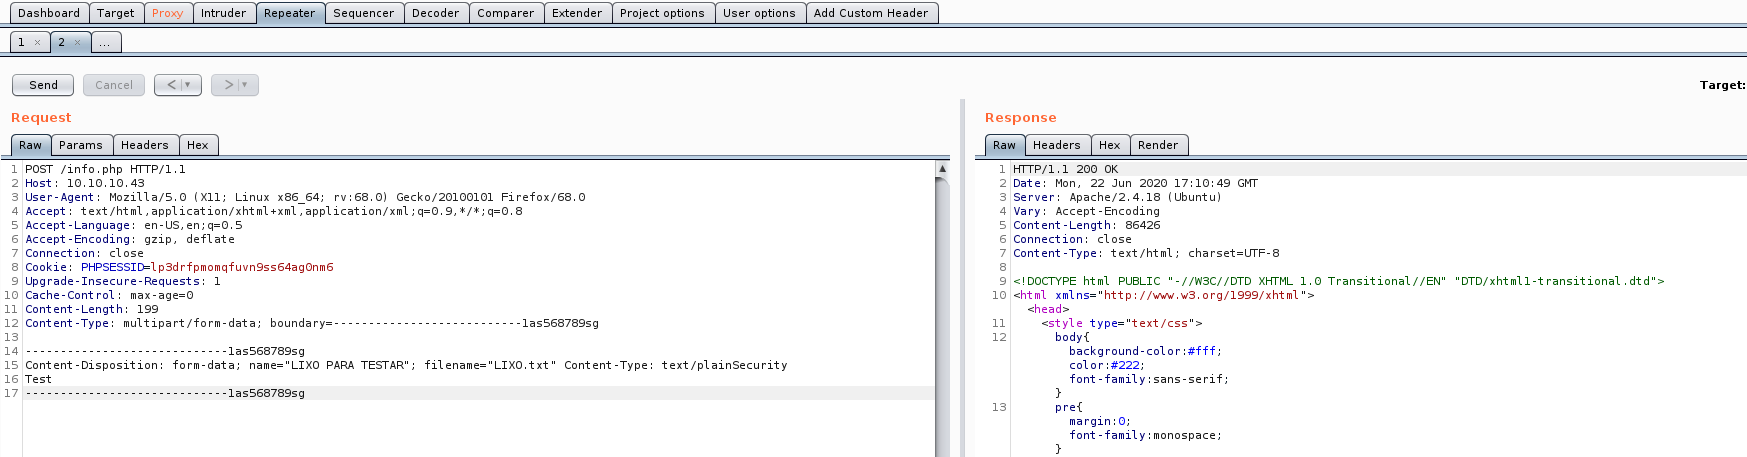 Dashboard Target Proxy Intruder Repeater Sequencer Decoder Comparer Extender Project options User options Add Custom Header
1 × 2 × ...
Send Cancel < ▼ > ▼ Target:
Request
Raw Params Headers Hex
1 POST /info.php HTTP/1.1
2 Host: 10.10.10.43
3 User-Agent: Mozilla/5.0 (X11; Linux x86_64; rv:68.0) Gecko/20100101 Firefox/68.0
4 Accept: text/html,application/xhtml+xml,application/xml;q=0.9,*/*;q=0.8
5 Accept-Language: en-US,en;q=0.5
6 Accept-Encoding: gzip, deflate
7 Connection: close
8 Cookie: PHPSESSID=lp3drfpmomqfuvn9ss64ag0nm6
9 Upgrade-Insecure-Requests: 1
10 Cache-Control: max-age=0
11 Content-Length: 199
12 Content-Type: multipart/form-data; boundary=---------------------------1as568789sg
13
14 -----------------------------1as568789sg
15 Content-Disposition: form-data; name="LIXO PARA TESTAR"; filename="LIXO.txt" Content-Type: text/plainSecurity
16 Test
17 -----------------------------1as568789sg
Response
Raw Headers Hex Render
1 HTTP/1.1 200 OK
2 Date: Mon, 22 Jun 2020 17:10:49 GMT
3 Server: Apache/2.4.18 (Ubuntu)
4 Vary: Accept-Encoding
5 Content-Length: 86426
6 Connection: close
7 Content-Type: text/html; charset=UTF-8
8
9 <!DOCTYPE html PUBLIC "-//W3C//DTD XHTML 1.0 Transitional//EN" "DTD/xhtml1-transitional.dtd">
10 <html xmlns="http://www.w3.org/1999/xhtml">
<head>
11 <style type="text/css">
12 body{
background-color:#fff;
color:#222;
font-family:sans-serif;
}
13 pre{
margin:0;
font-family:monospace;
}